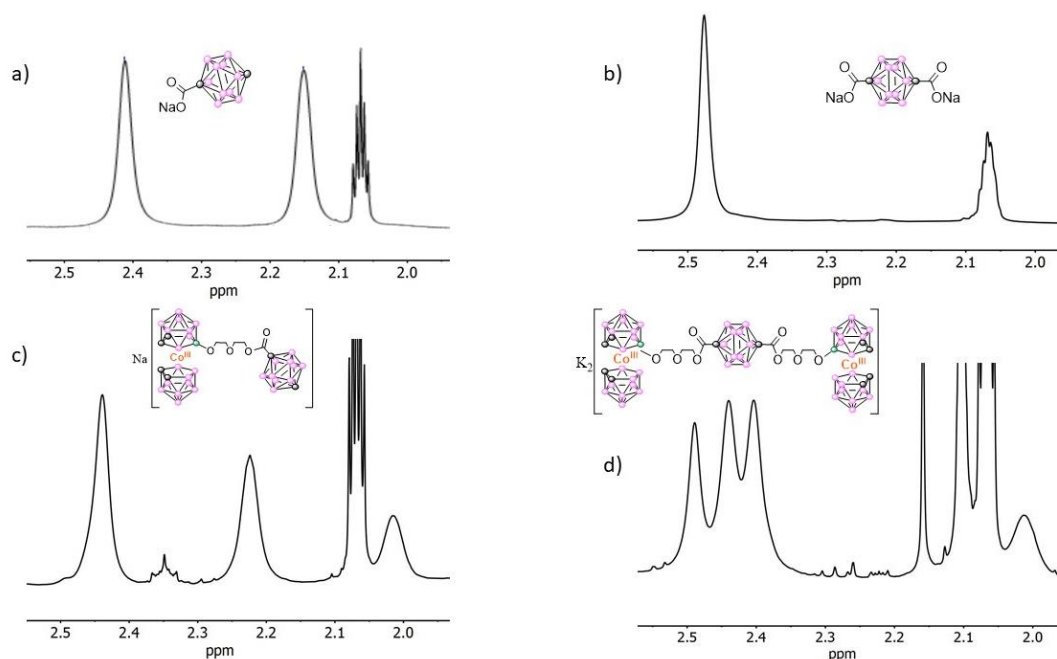 a)
O
NaO
2.5 2.4 2.3 2.2 2.1 2.0
ppm
b)
O O
NaO ONa
2.5 2.4 2.3 2.2 2.1 2.0
ppm
c)
Na
Co^III
O O O
O
2.5 2.4 2.3 2.2 2.1 2.0
ppm
d)
K₂
Co^III
O O O
O O
O O O
Co^III
2.5 2.4 2.3 2.2 2.1 2.0
ppm